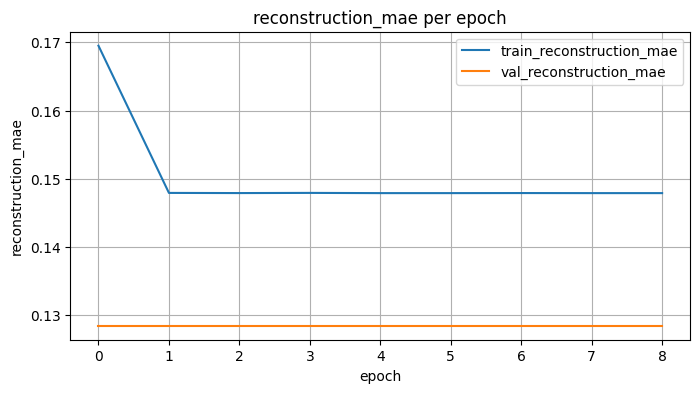 reconstruction_mae per epoch
train_reconstruction_mae
val_reconstruction_mae
reconstruction_mae
0.17
0.16
0.15
0.14
0.13
0 1 2 3 4 5 6 7 8
epoch